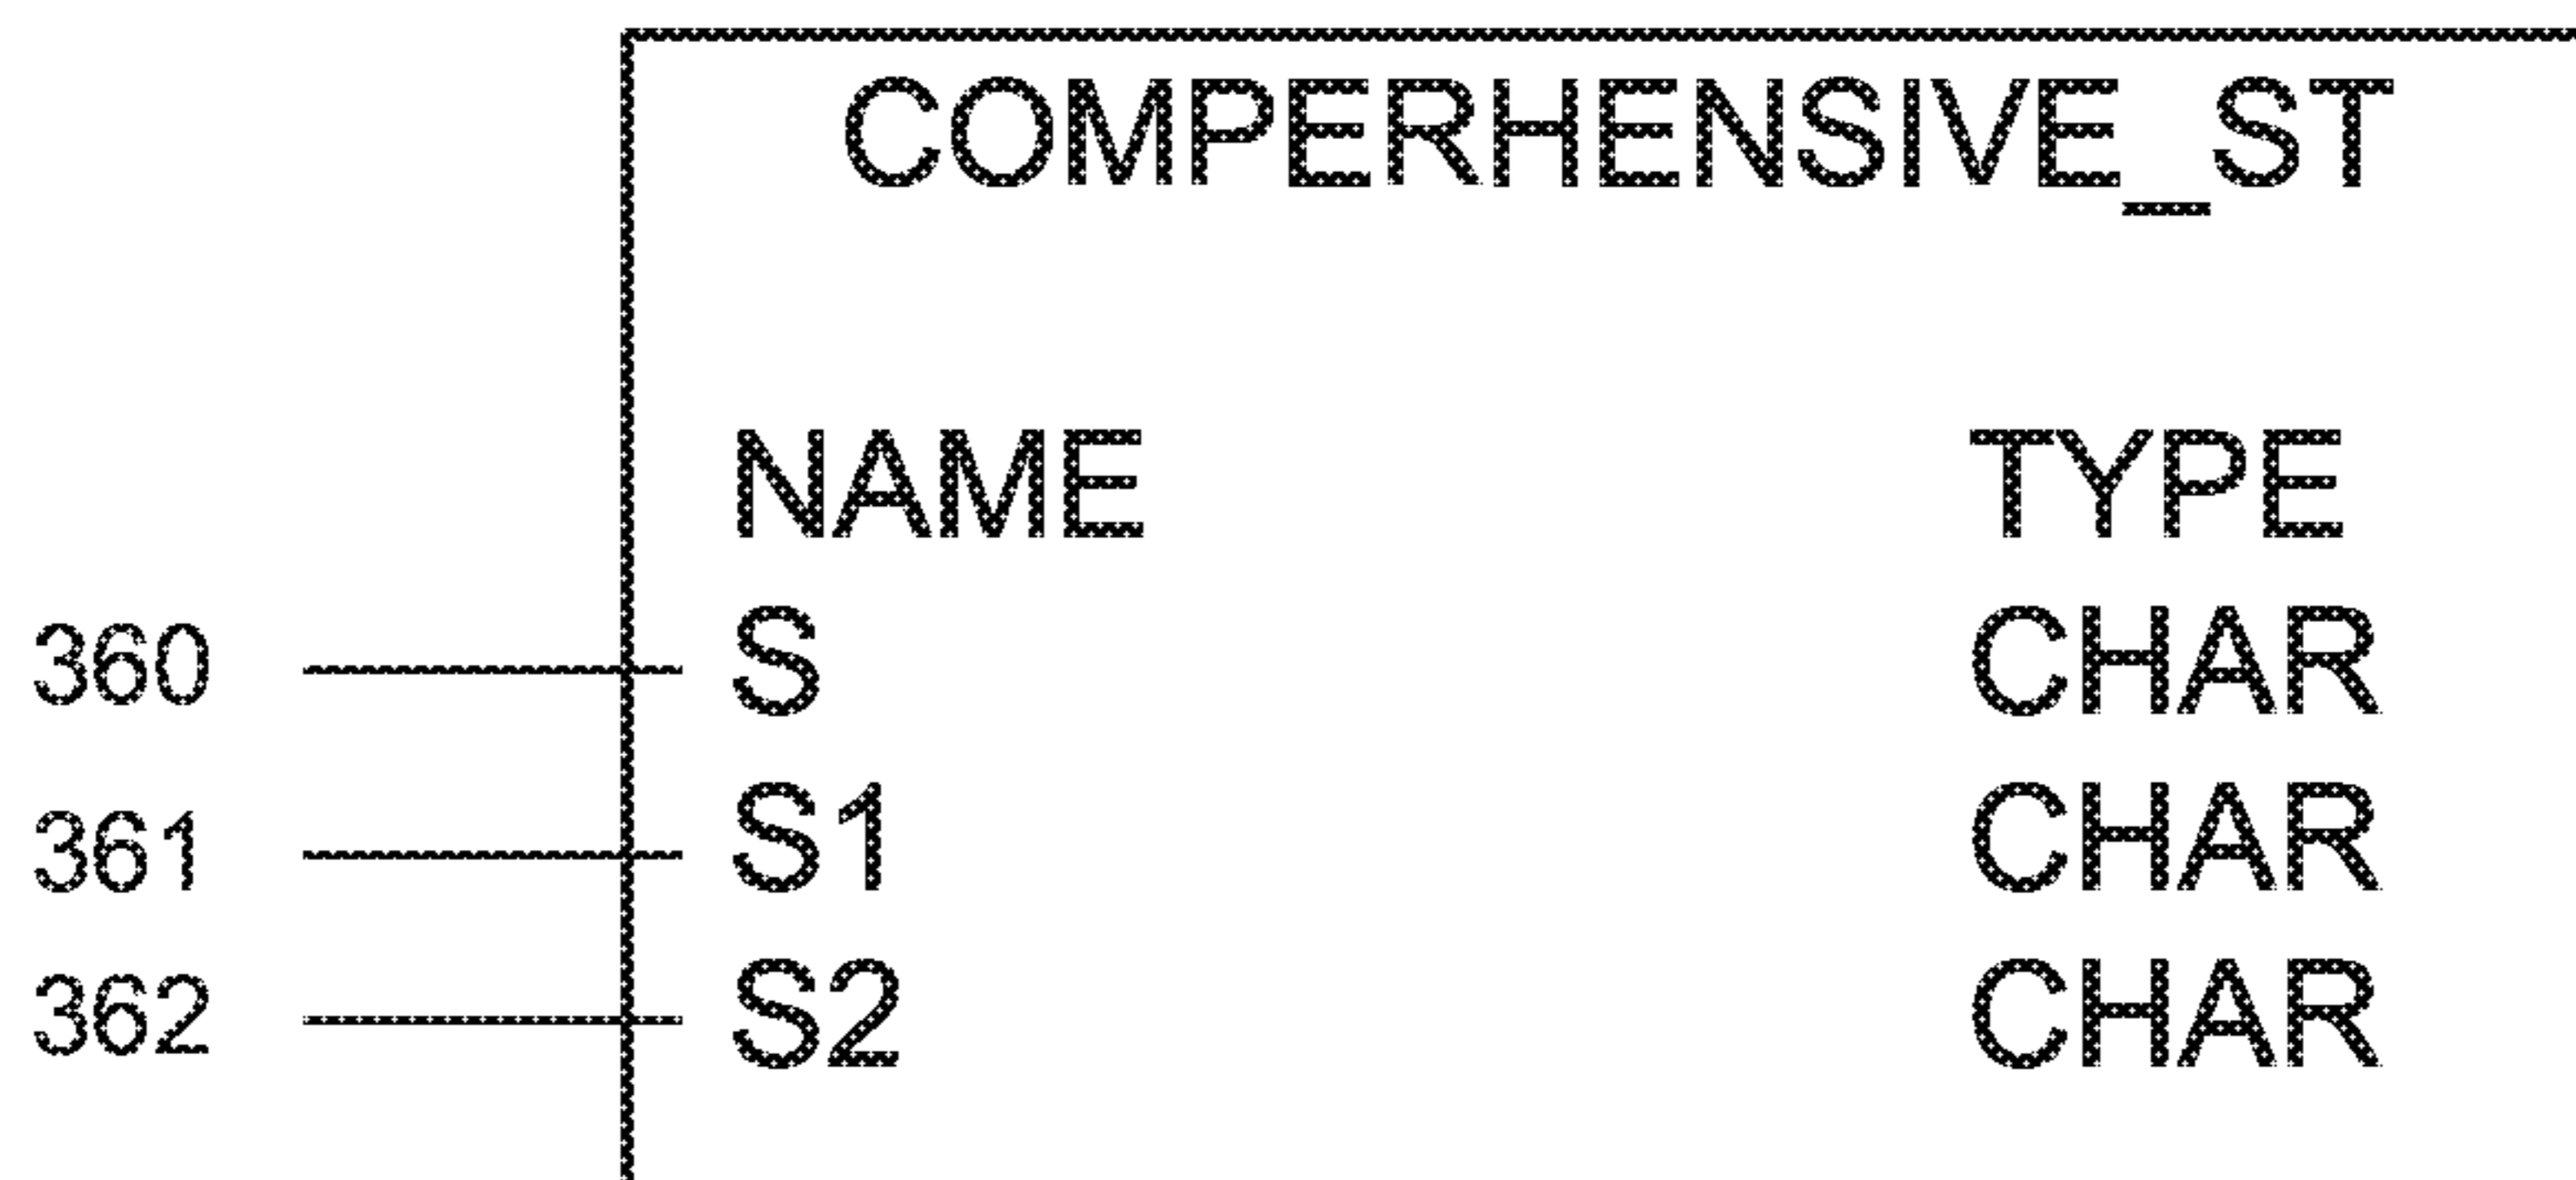 COMPERHENSIVE_ST
NAME TYPE
360 S CHAR
361 S1 CHAR
362 S2 CHAR